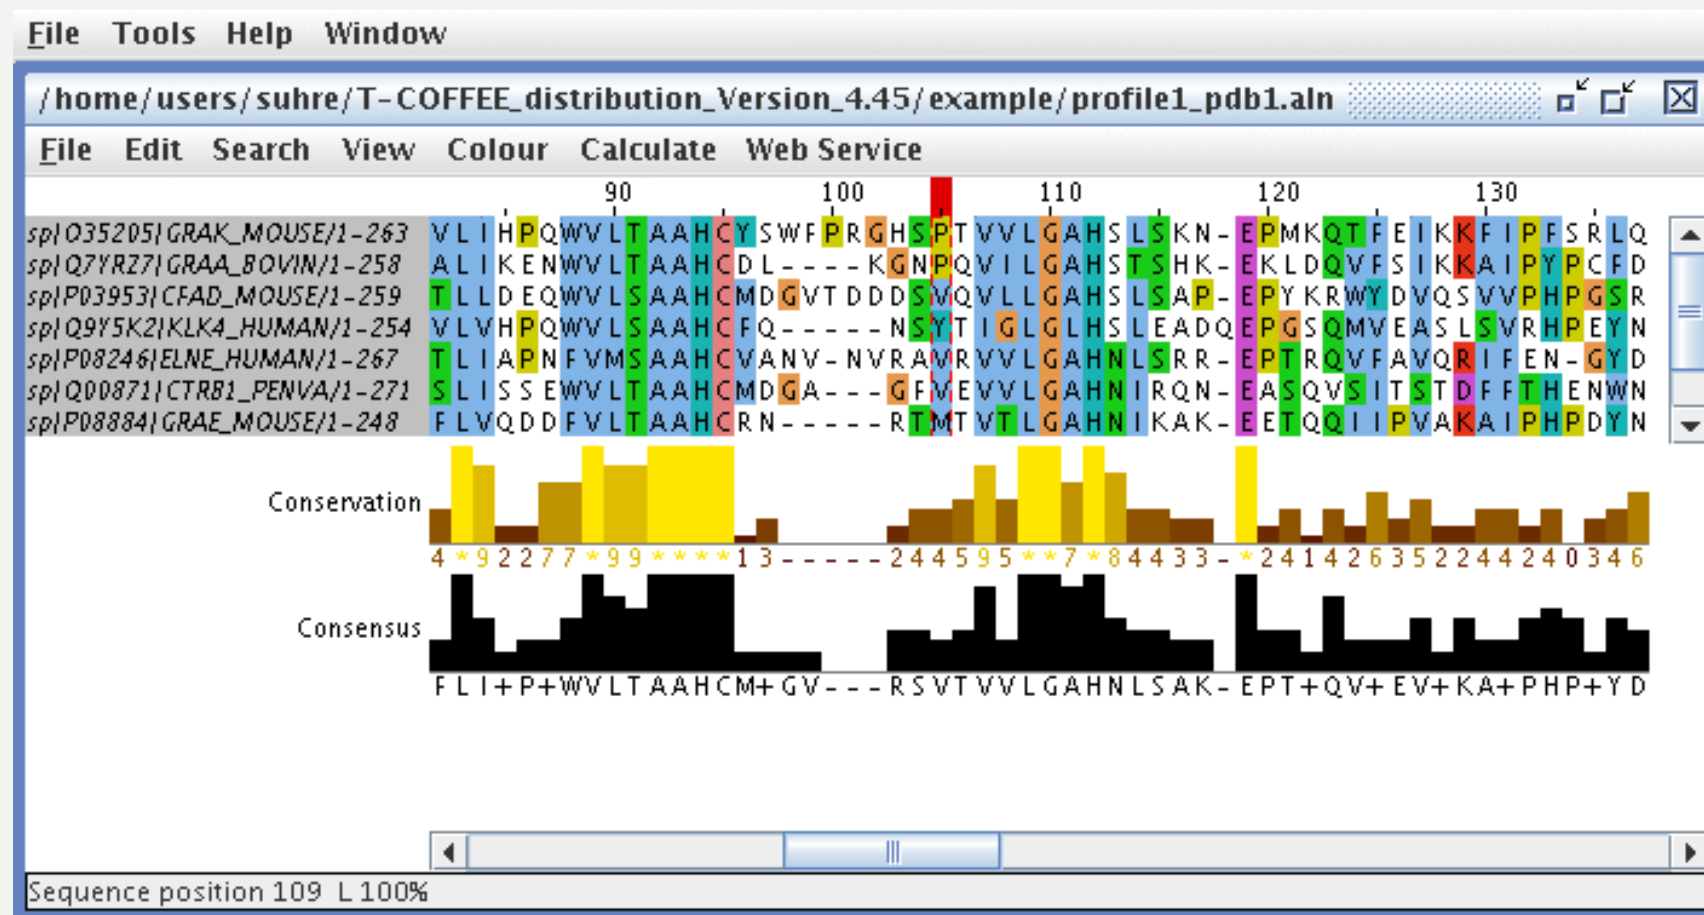 File Tools Help Window
/home/users/suhre/T-COFFEE_distribution_Version_4.45/example/profile1_pdb1.aln
File Edit Search View Colour Calculate Web Service
90 100 110 120 130
sp|O35205|GRAK_MOUSE/1-263 VLIHPQWVLTAAHCYSWFPRGHSPTVVLGAHSLSKN-EPMKQTFEIKKFIPFSRLQ
sp|Q7YRZ7|GRAA_BOVIN/1-258 ALIKENWVLTAAHCDL----KGNPQVILGAHSTSHK-EKLDQVFSIKKAIPYPCFD
sp|P03953|CFAD_MOUSE/1-259 TLLDEQWVLSAAHCMDGVTDDDSVQVLLGAHSLSAP-EPYKRWYDVQSVVPHPGSR
sp|Q9Y5K2|KLK4_HUMAN/1-254 VLVHPQWVLSAAHCFQ-----NSYTIGLGLHSLEADQEPGSQMVEASLSVRHPEYN
sp|P08246|ELNE_HUMAN/1-267 TLIAPNFVMSAAHCVANV-NVRAVRVVLGAHNLSRR-EPTRQVFAVQRIFEN-GYD
sp|Q00871|CTRB1_PENVA/1-271 SLISSEWVLTAAHCMDGA---GFVEVVLGAHNIRQN-EASQVSITSTDFFTHENWN
sp|P08884|GRAE_MOUSE/1-248 FLVQDDFVLTAAHCRN-----RTMTVTLGAHNIKAK-EETQQIIPVAKAIPHPDYN
Conservation
4*92277*99****13-----244595**7*84433-*241426352244240346
Consensus
FLI+P+WVLTAAHCM+GV---RSVTVVLGAHNLSAK-EPT+QV+EV+KA+PHP+YD
Sequence position 109 L 100%